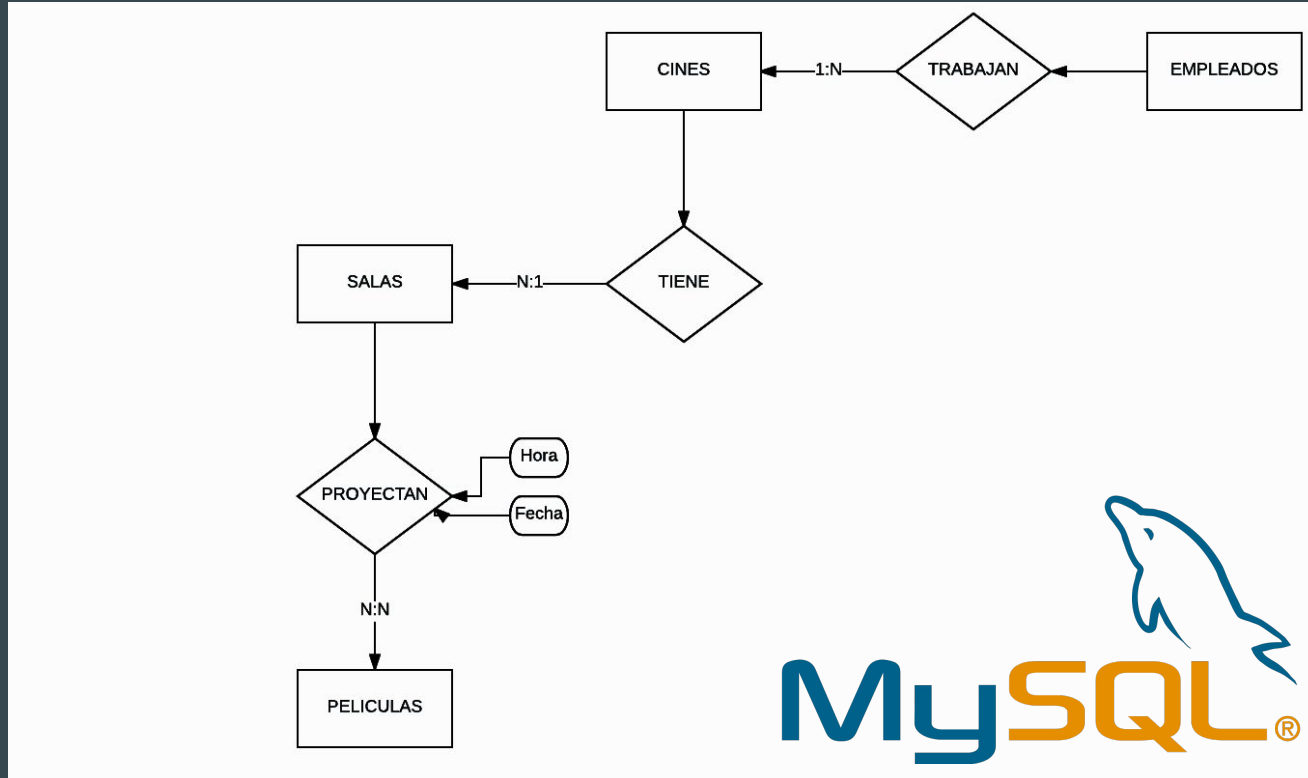 CINES
1:N
TRABAJAN
EMPLEADOS
SALAS
N:1
TIENE
PROYECTAN
Hora
Fecha
N:N
PELICULAS
MySQL®